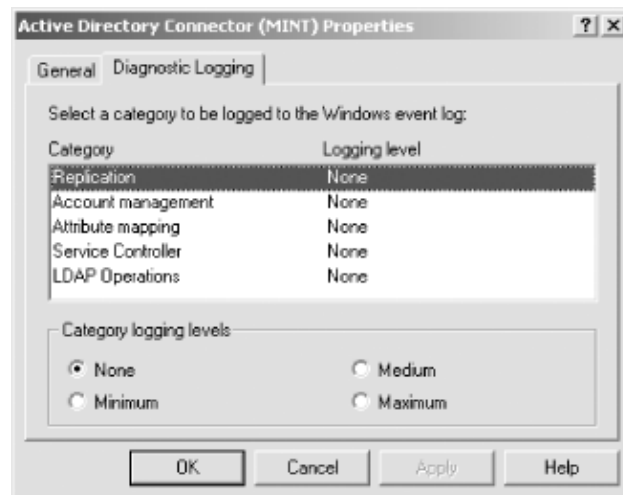 Active Directory Connector (MINT) Properties ? ×
General Diagnostic Logging
Select a category to be logged to the Windows event log:
Category Logging level
Replication None
Account management None
Attribute mapping None
Service Controller None
LDAP Operations None
Category logging levels
None Medium
Minimum Maximum
OK Cancel Apply Help